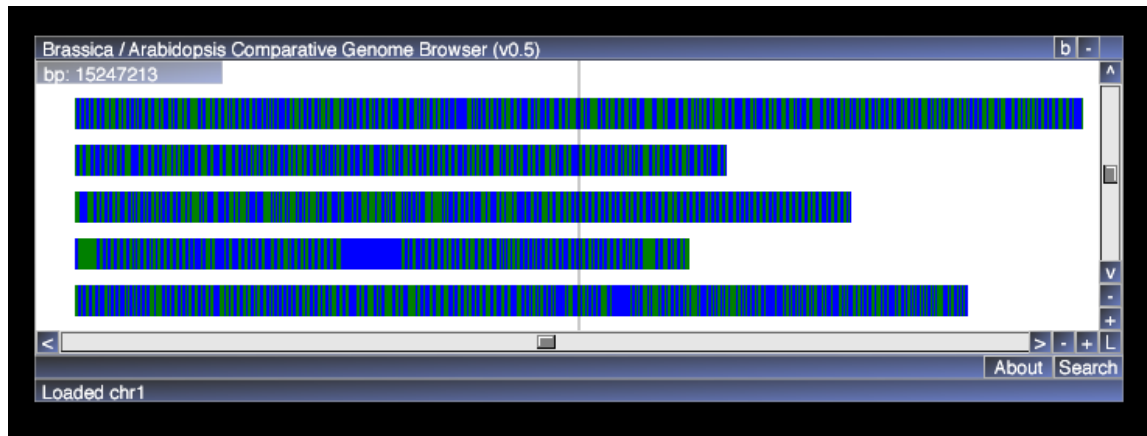 Brassica / Arabidopsis Comparative Genome Browser (v0.5) b -
bp: 15247213
^
v
-
+
< > - + L
About Search
Loaded chr1